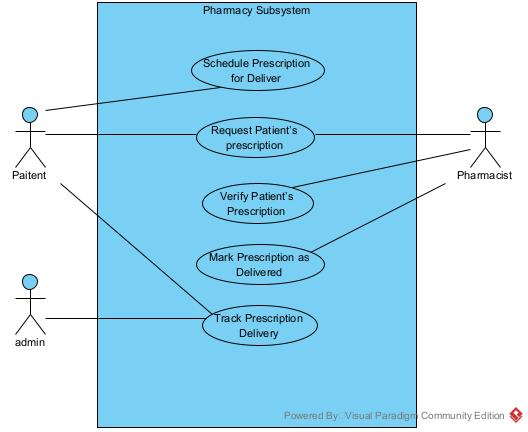 Pharmacy Subsystem
Schedule Prescription
for Deliver
Request Patient's
prescription
Paitent
Pharmacist
Verify Patient's
Prescription
Mark Prescription as
Delivered
Track Prescription
Delivery
admin
Powered By: Visual Paradigm Community Edition